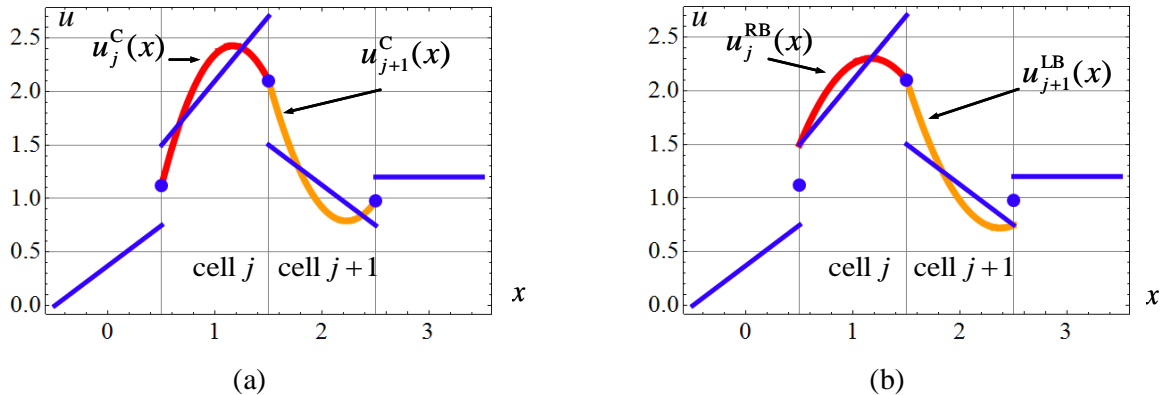 u
2.5
2.0
1.5
1.0
0.5
0.0
u_j^C(x)
u_{j+1}^C(x)
cell j
cell j+1
0
1
2
3
x
(a)
u
2.5
2.0
1.5
1.0
0.5
0.0
u_j^{RB}(x)
u_{j+1}^{LB}(x)
cell j
cell j+1
0
1
2
3
x
(b)